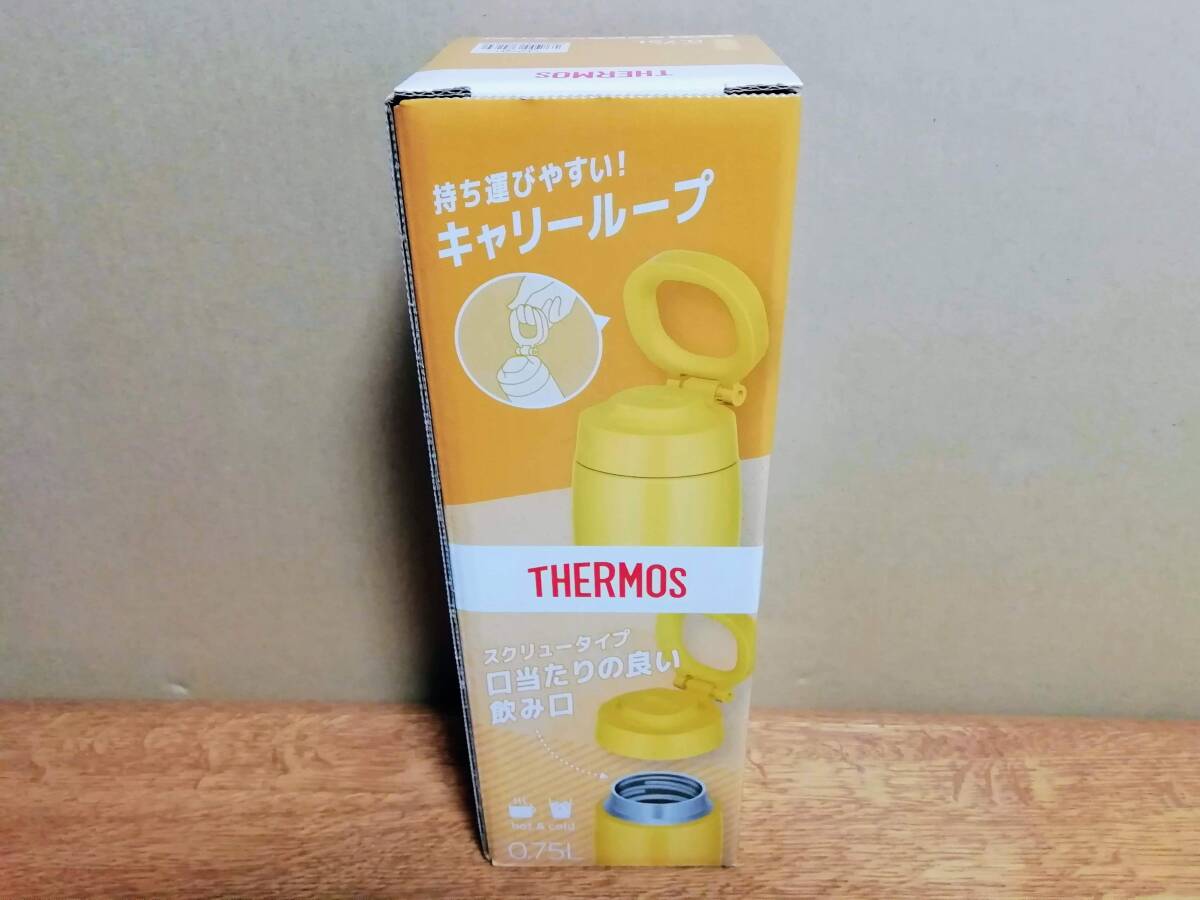 0.75L
THERMOS
持ち運びやすい!
キャリーループ
THERMOS
スクリュータイプ
口当たりの良い
飲み口
hot & cold
0.75L